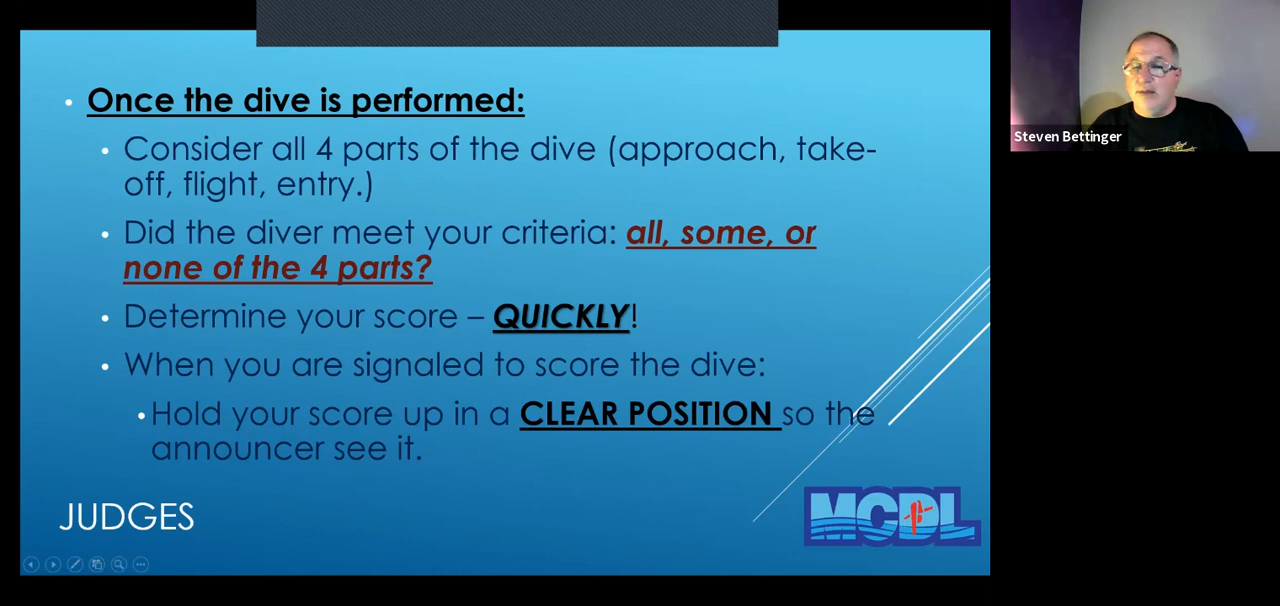 Once the dive is performed:
Consider all 4 parts of the dive (approach, take-
off, flight, entry.)
Did the diver meet your criteria: all, some, or
none of the 4 parts?
Determine your score – QUICKLY!
When you are signaled to score the dive:
Hold your score up in a CLEAR POSITION so the
announcer see it.
JUDGES
MCDL
Steven Bettinger